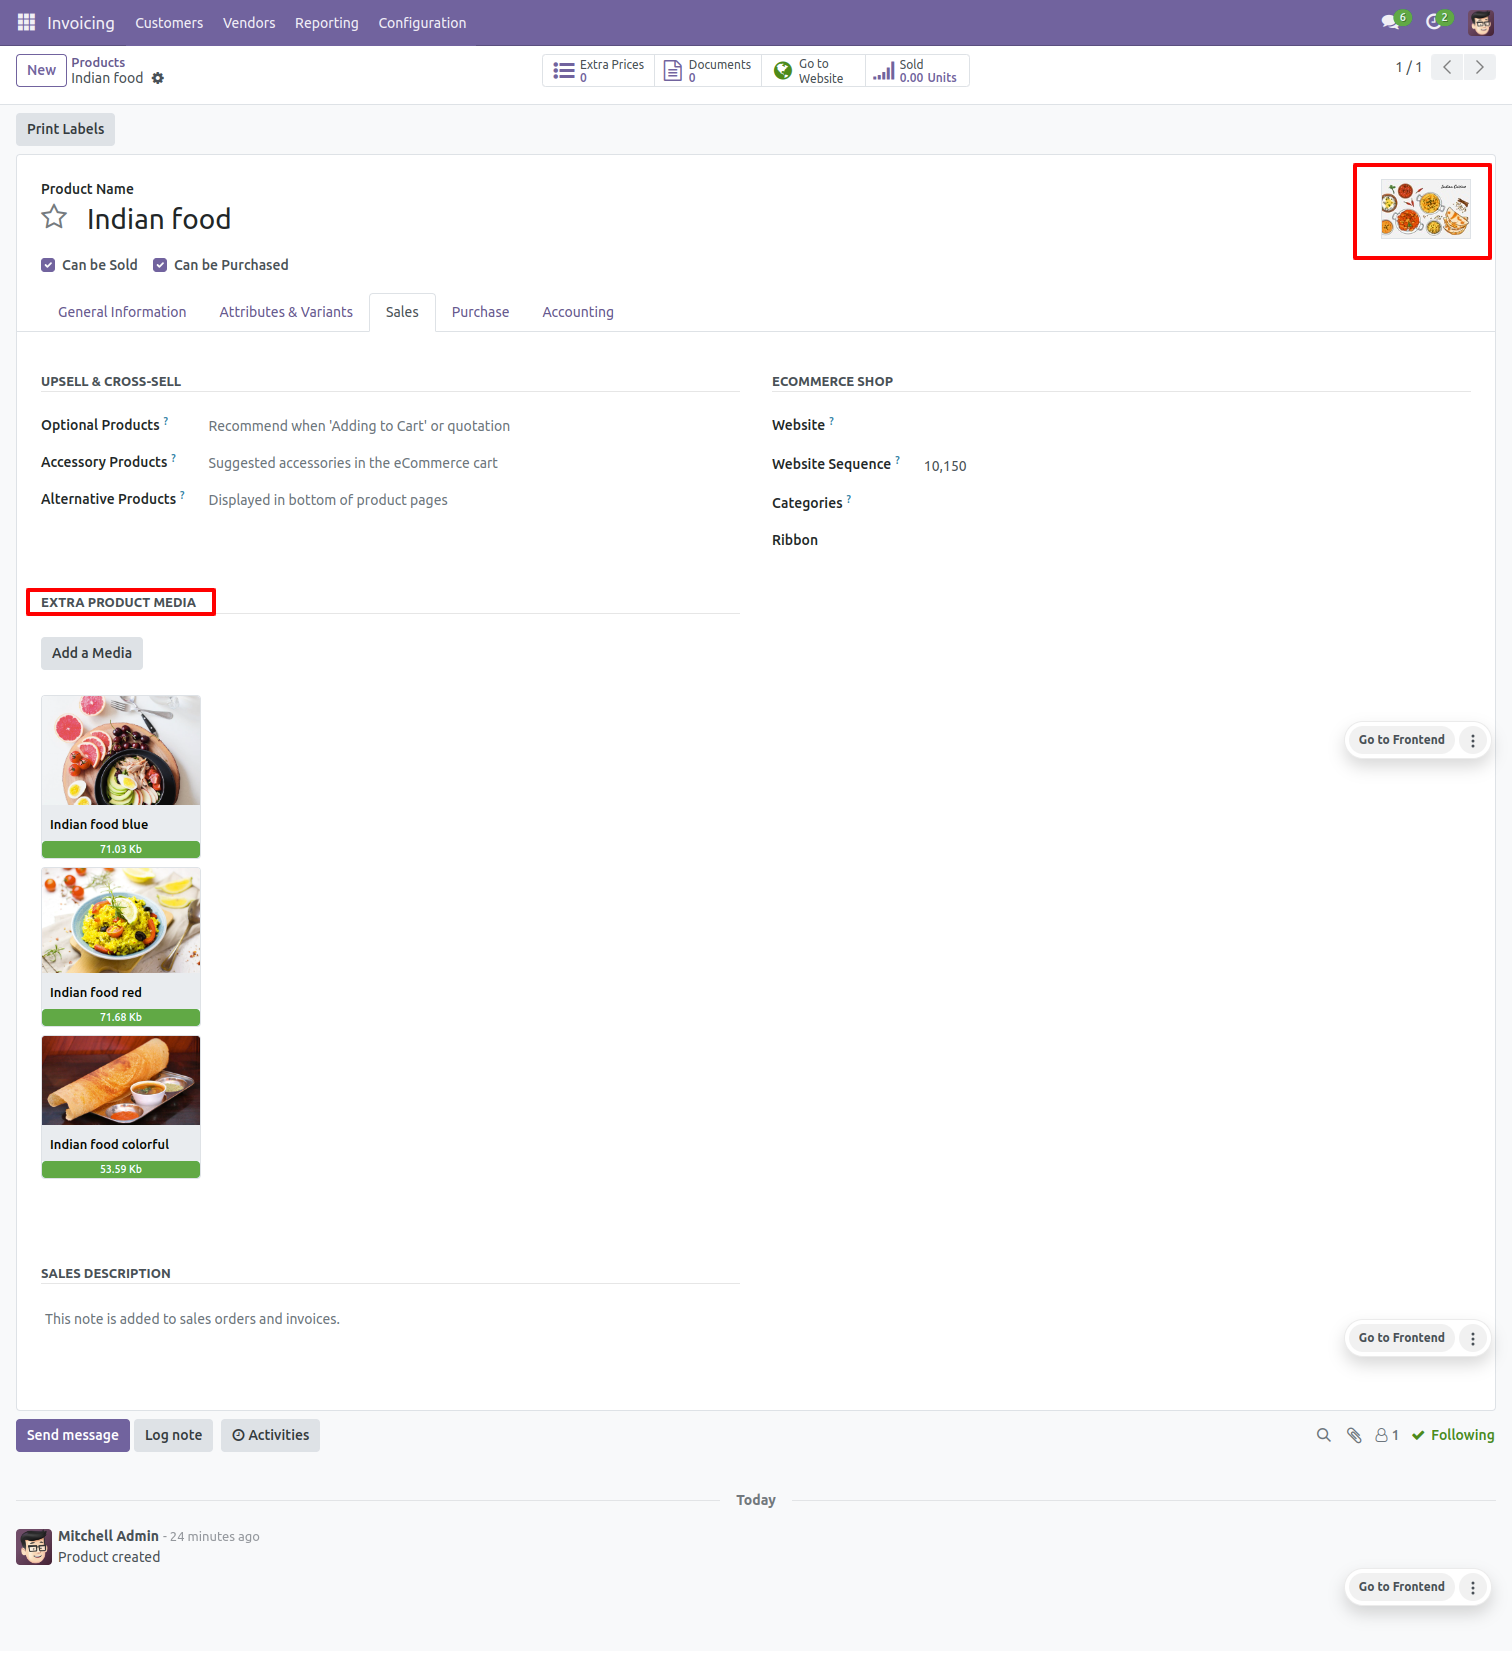 Invoicing Customers Vendors Reporting Configuration 6 2
New Products
Indian food
Extra Prices
0
Documents
0
Go to
Website
Sold
0.00 Units
1 / 1
Print Labels
Product Name
Indian food
Indian Cuisine
Can be Sold Can be Purchased
General Information Attributes & Variants Sales Purchase Accounting
UPSELL & CROSS-SELL
Optional Products ? Recommend when 'Adding to Cart' or quotation
Accessory Products ? Suggested accessories in the eCommerce cart
Alternative Products ? Displayed in bottom of product pages
ECOMMERCE SHOP
Website ?
Website Sequence ? 10,150
Categories ?
Ribbon
EXTRA PRODUCT MEDIA
Add a Media
Indian food blue
71.03 Kb
Go to Frontend
Indian food red
71.68 Kb
Indian food colorful
53.59 Kb
SALES DESCRIPTION
This note is added to sales orders and invoices.
Go to Frontend
Send message Log note Activities 1 Following
Today
Mitchell Admin - 24 minutes ago
Product created
Go to Frontend